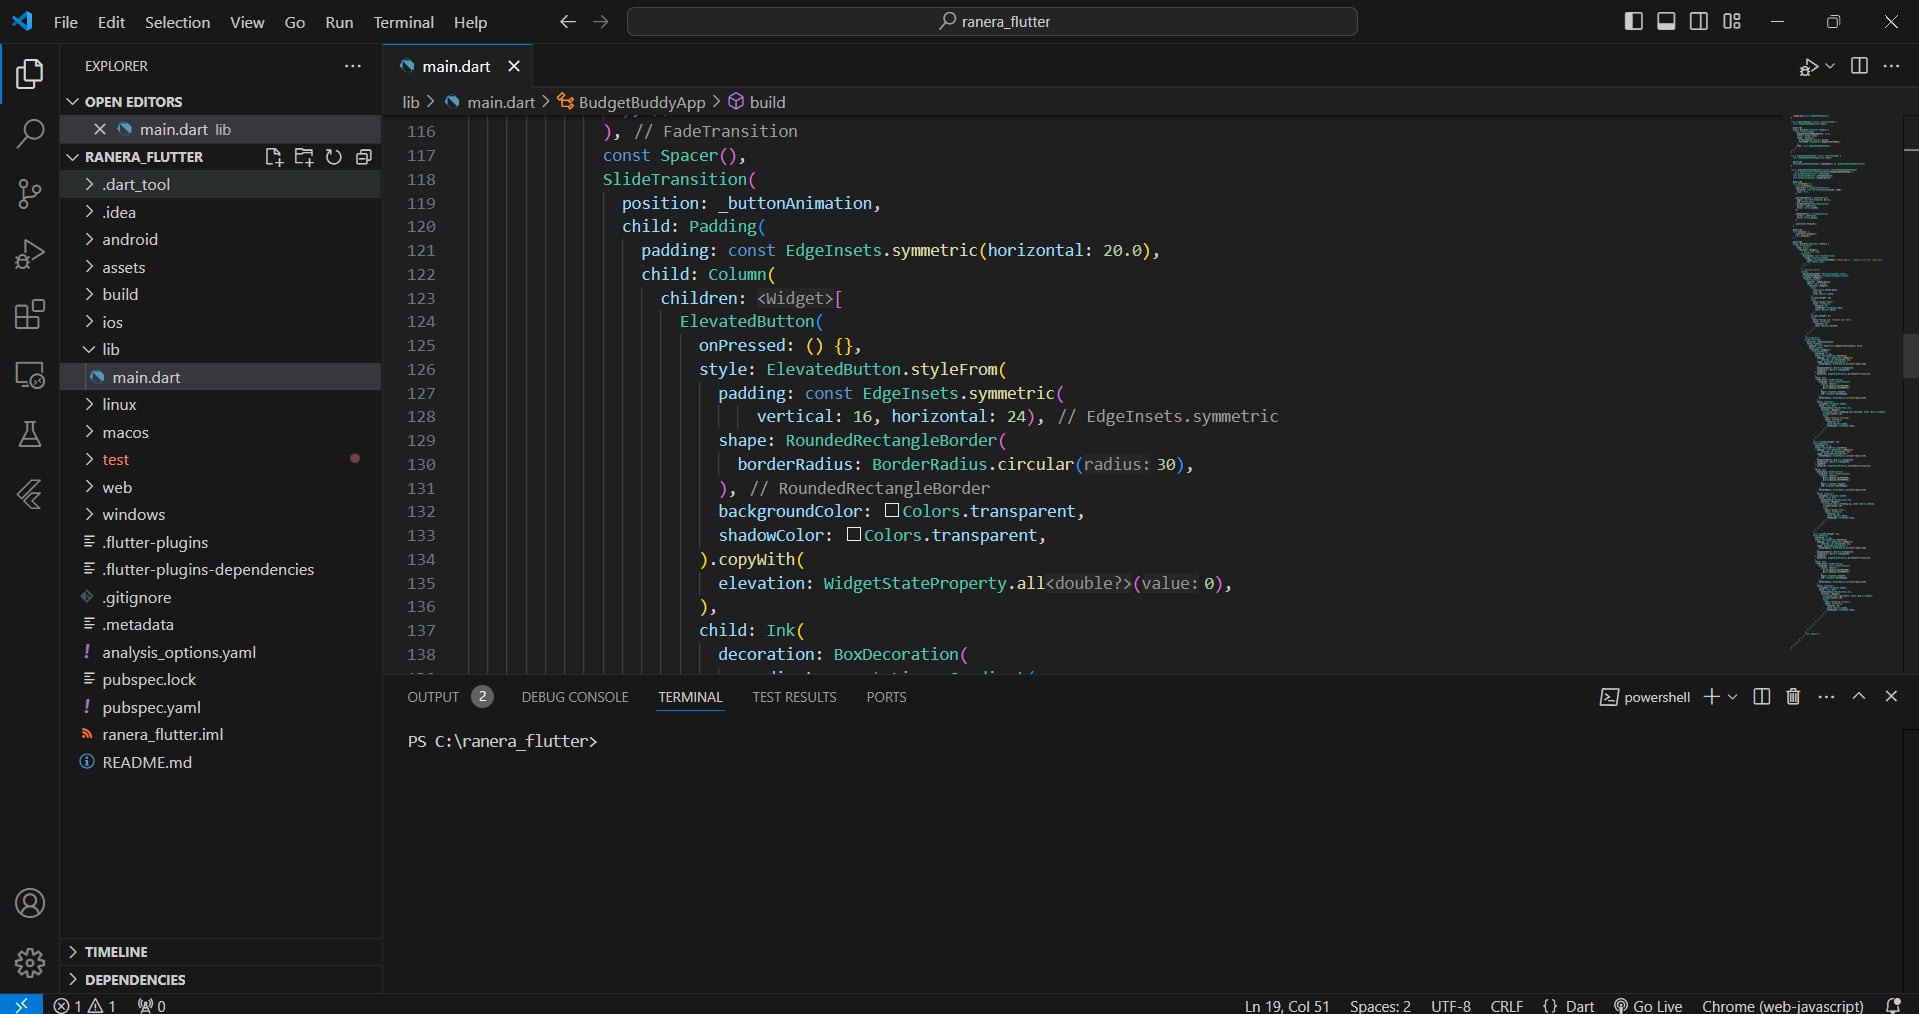 File Edit Selection View Go Run Terminal Help
ranera_flutter
EXPLORER
OPEN EDITORS
main.dart lib
RANERA_FLUTTER
.dart_tool
.idea
android
assets
build
ios
lib
main.dart
linux
macos
test
web
windows
.flutter-plugins
.flutter-plugins-dependencies
.gitignore
.metadata
analysis_options.yaml
pubspec.lock
pubspec.yaml
ranera_flutter.iml
README.md
TIMELINE
DEPENDENCIES
main.dart
lib > main.dart > BudgetBuddyApp > build
116 ), // FadeTransition
117 const Spacer(),
118 SlideTransition(
119 position: _buttonAnimation,
120 child: Padding(
121 padding: const EdgeInsets.symmetric(horizontal: 20.0),
122 child: Column(
123 children: <Widget>[
124 ElevatedButton(
125 onPressed: () {},
126 style: ElevatedButton.styleFrom(
127 padding: const EdgeInsets.symmetric(
128 vertical: 16, horizontal: 24), // EdgeInsets.symmetric
129 shape: RoundedRectangleBorder(
130 borderRadius: BorderRadius.circular(radius: 30),
131 ), // RoundedRectangleBorder
132 backgroundColor: Colors.transparent,
133 shadowColor: Colors.transparent,
134 ).copyWith(
135 elevation: WidgetStateProperty.all<double?>(value: 0),
136 ),
137 child: Ink(
138 decoration: BoxDecoration(
OUTPUT 2 DEBUG CONSOLE TERMINAL TEST RESULTS PORTS
powershell
PS C:\ranera_flutter>
1 1 0
Ln 19, Col 51 Spaces: 2 UTF-8 CRLF {} Dart Go Live Chrome (web-javascript)